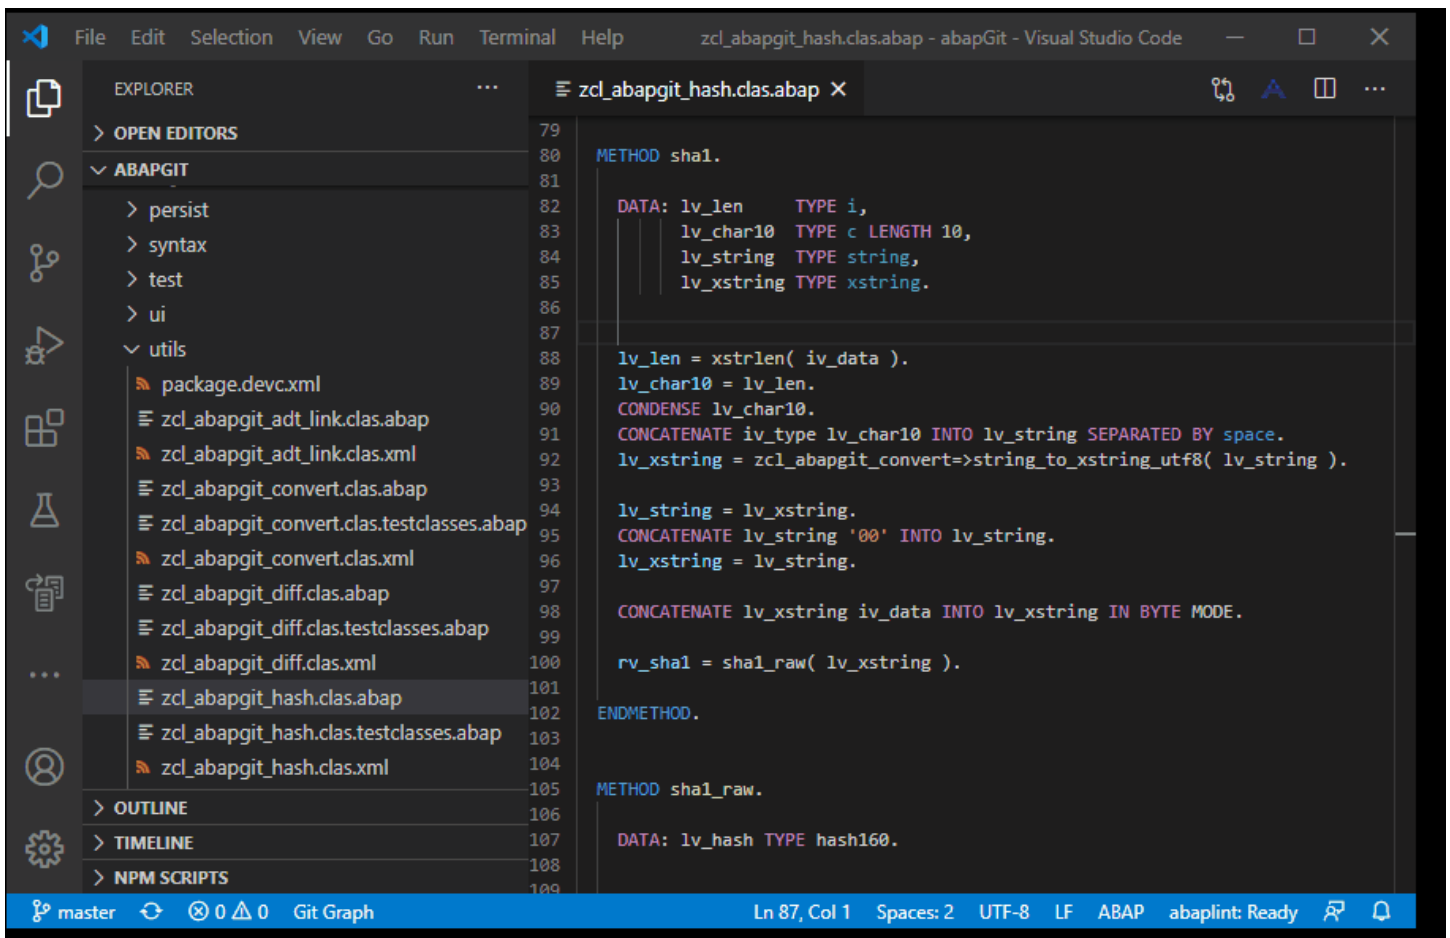 File Edit Selection View Go Run Terminal Help zcl_abapgit_hash.clas.abap - abapGit - Visual Studio Code
EXPLORER
OPEN EDITORS
ABAPGIT
persist
syntax
test
ui
utils
package.devc.xml
zcl_abapgit_adt_link.clas.abap
zcl_abapgit_adt_link.clas.xml
zcl_abapgit_convert.clas.abap
zcl_abapgit_convert.clas.testclasses.abap
zcl_abapgit_convert.clas.xml
zcl_abapgit_diff.clas.abap
zcl_abapgit_diff.clas.testclasses.abap
zcl_abapgit_diff.clas.xml
zcl_abapgit_hash.clas.abap
zcl_abapgit_hash.clas.testclasses.abap
zcl_abapgit_hash.clas.xml
OUTLINE
TIMELINE
NPM SCRIPTS
zcl_abapgit_hash.clas.abap
79
80 METHOD sha1.
81
82 DATA: lv_len TYPE i,
83 lv_char10 TYPE c LENGTH 10,
84 lv_string TYPE string,
85 lv_xstring TYPE xstring.
86
87
88 lv_len = xstrlen( iv_data ).
89 lv_char10 = lv_len.
90 CONDENSE lv_char10.
91 CONCATENATE iv_type lv_char10 INTO lv_string SEPARATED BY space.
92 lv_xstring = zcl_abapgit_convert=>string_to_xstring_utf8( lv_string ).
93
94 lv_string = lv_xstring.
95 CONCATENATE lv_string '00' INTO lv_string.
96 lv_xstring = lv_string.
97
98 CONCATENATE lv_xstring iv_data INTO lv_xstring IN BYTE MODE.
99
100 rv_sha1 = sha1_raw( lv_xstring ).
101
102 ENDMETHOD.
103
104
105 METHOD sha1_raw.
106
107 DATA: lv_hash TYPE hash160.
108
109
master 0 0 Git Graph Ln 87, Col 1 Spaces: 2 UTF-8 LF ABAP abaplint: Ready